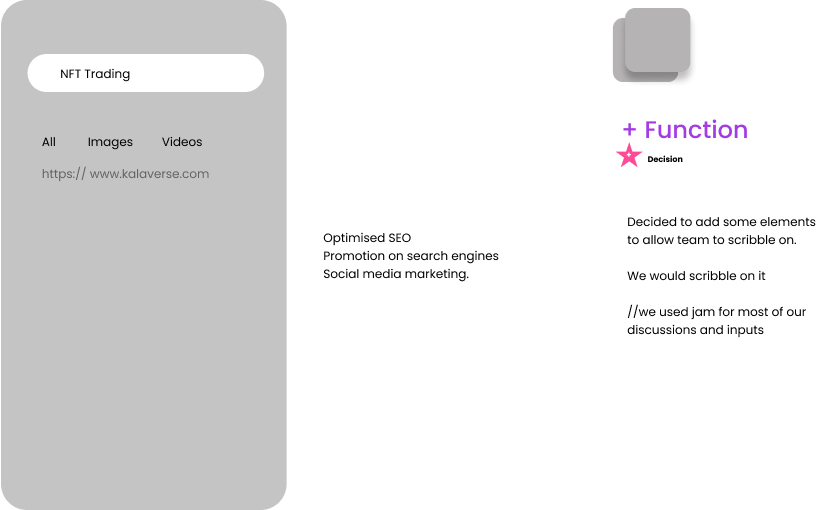 NFT Trading
All Images Videos
https:// www.kalaverse.com
Optimised SEO
Promotion on search engines
Social media marketing.
+ Function
Decision
Decided to add some elements
to allow team to scribble on.
We would scribble on it
//we used jam for most of our
discussions and inputs